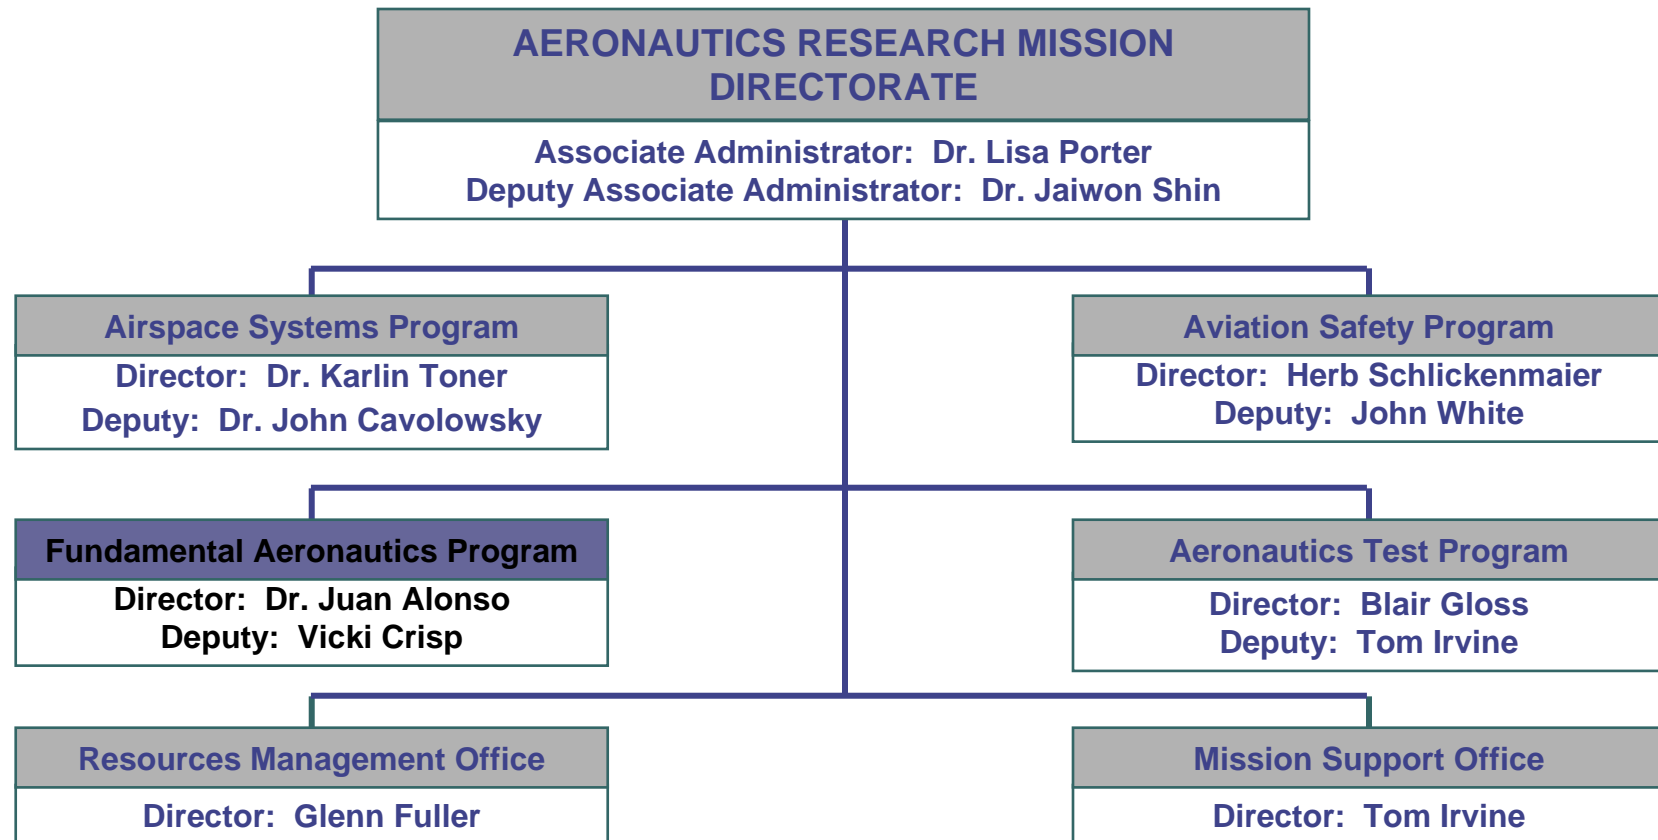 AERONAUTICS RESEARCH MISSION
DIRECTORATE
Associate Administrator: Dr. Lisa Porter
Deputy Associate Administrator: Dr. Jaiwon Shin
Airspace Systems Program
Director: Dr. Karlin Toner
Deputy: Dr. John Cavolowsky
Aviation Safety Program
Director: Herb Schlickenmaier
Deputy: John White
Fundamental Aeronautics Program
Director: Dr. Juan Alonso
Deputy: Vicki Crisp
Aeronautics Test Program
Director: Blair Gloss
Deputy: Tom Irvine
Resources Management Office
Director: Glenn Fuller
Mission Support Office
Director: Tom Irvine